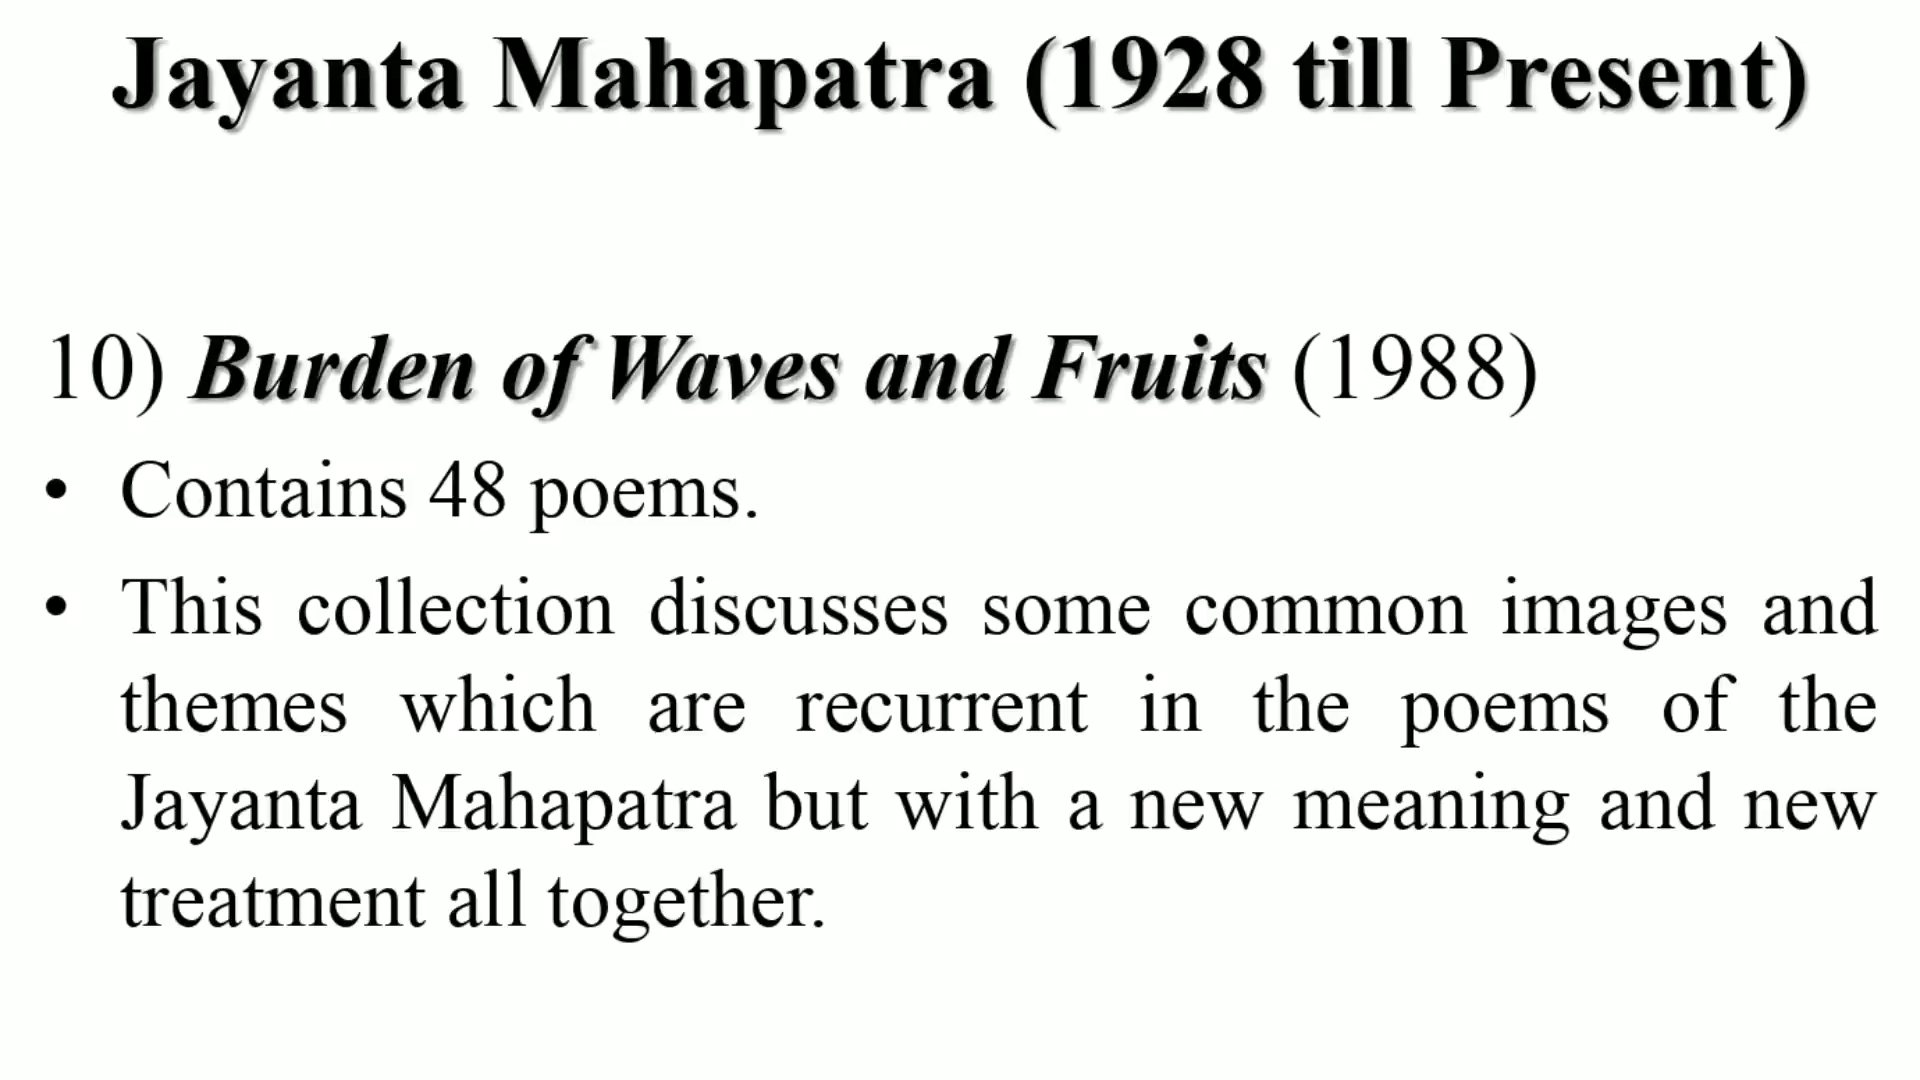 Jayanta Mahapatra (1928 till Present)
10) Burden of Waves and Fruits (1988)
• Contains 48 poems.
• This collection discusses some common images and
themes which are recurrent in the poems of the
Jayanta Mahapatra but with a new meaning and new
treatment all together.